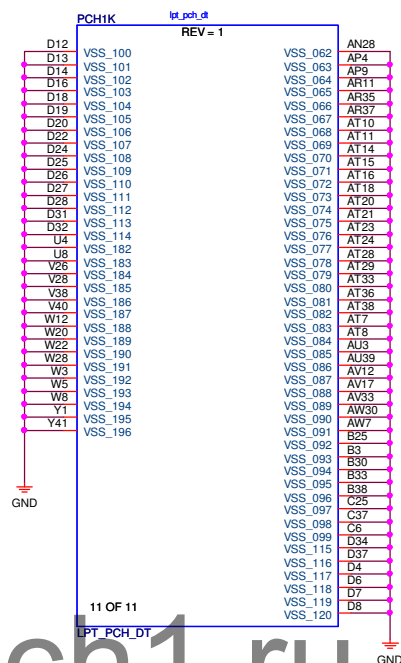 PCH1K lpt_pch_dt
REV = 1
D12 VSS_100 VSS_062 AN28
D13 VSS_101 VSS_063 AP4
D14 VSS_102 VSS_064 AP9
D16 VSS_103 VSS_065 AR11
D18 VSS_104 VSS_066 AR35
D19 VSS_105 VSS_067 AR37
D20 VSS_106 VSS_068 AT10
D22 VSS_107 VSS_069 AT11
D24 VSS_108 VSS_070 AT14
D25 VSS_109 VSS_071 AT15
D26 VSS_110 VSS_072 AT16
D27 VSS_111 VSS_073 AT18
D28 VSS_112 VSS_074 AT20
D31 VSS_113 VSS_075 AT21
D32 VSS_114 VSS_076 AT23
U4 VSS_182 VSS_077 AT24
U8 VSS_183 VSS_078 AT28
V26 VSS_184 VSS_079 AT29
V28 VSS_185 VSS_080 AT33
V38 VSS_186 VSS_081 AT36
V40 VSS_187 VSS_082 AT38
W12 VSS_188 VSS_083 AT7
W20 VSS_189 VSS_084 AT8
W22 VSS_190 VSS_085 AU3
W28 VSS_191 VSS_086 AU39
W3 VSS_192 VSS_087 AV12
W5 VSS_193 VSS_088 AV17
W8 VSS_194 VSS_089 AV33
Y1 VSS_195 VSS_090 AW30
Y41 VSS_196 VSS_091 AW7
VSS_092 B25
VSS_093 B3
VSS_094 B30
VSS_095 B33
VSS_096 B38
VSS_097 C25
VSS_098 C37
VSS_099 C6
VSS_115 D34
VSS_116 D37
VSS_117 D4
VSS_118 D6
VSS_119 D7
VSS_120 D8
GND
11 OF 11
LPT_PCH_DT
GND